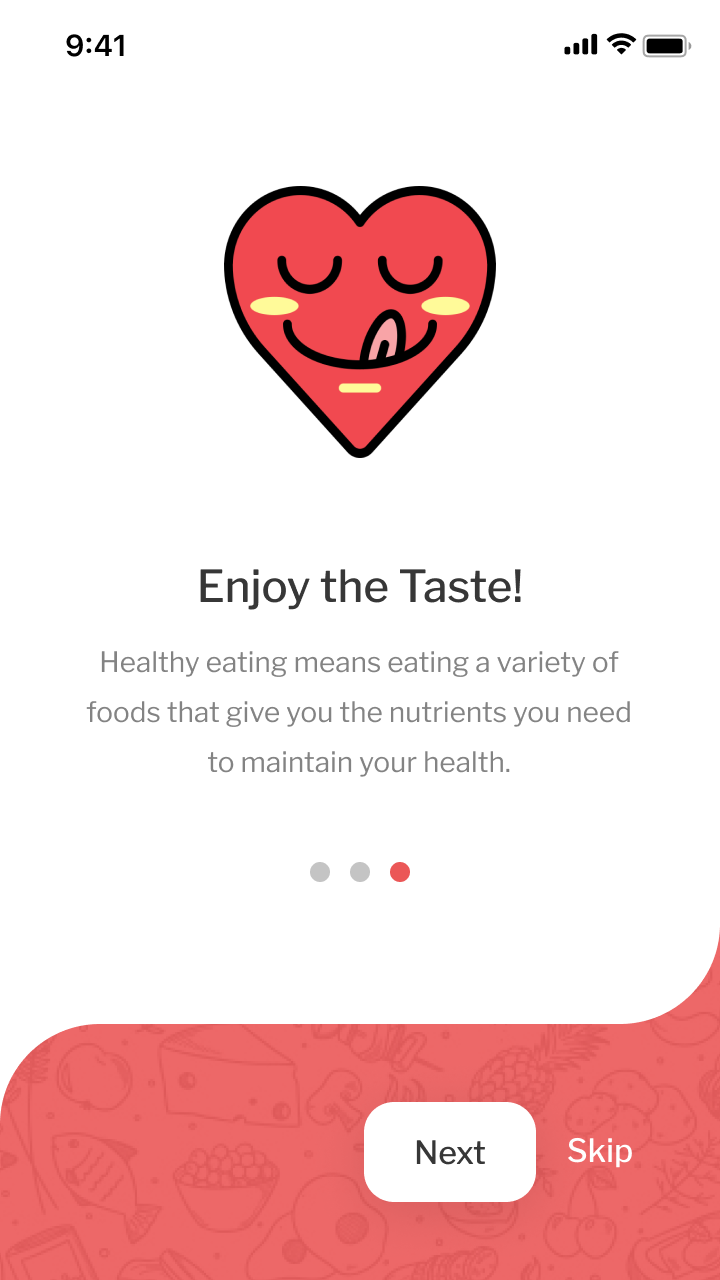 9:41
Enjoy the Taste!
Healthy eating means eating a variety of
foods that give you the nutrients you need
to maintain your health.
Next
Skip